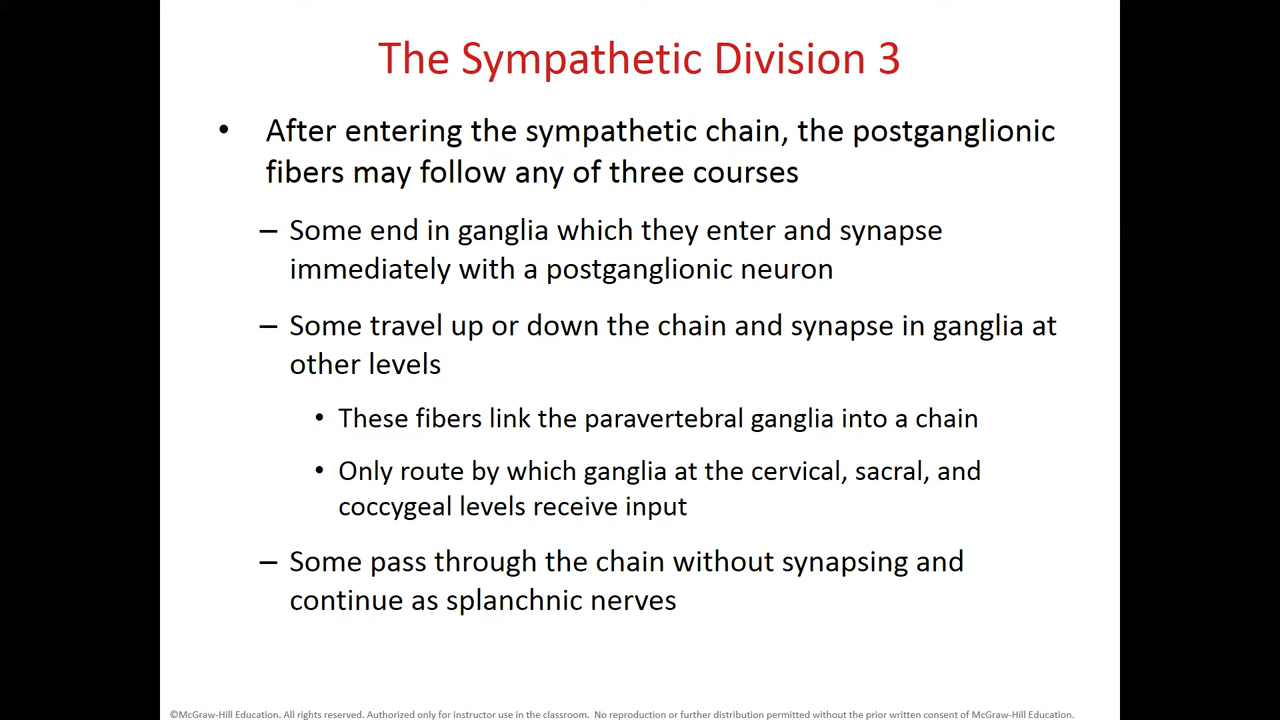 The Sympathetic Division 3
• After entering the sympathetic chain, the postganglionic
fibers may follow any of three courses
– Some end in ganglia which they enter and synapse
immediately with a postganglionic neuron
– Some travel up or down the chain and synapse in ganglia at
other levels
• These fibers link the paravertebral ganglia into a chain
• Only route by which ganglia at the cervical, sacral, and
coccygeal levels receive input
– Some pass through the chain without synapsing and
continue as splanchnic nerves
©McGraw-Hill Education. All rights reserved. Authorized only for instructor use in the classroom. No reproduction or further distribution permitted without the prior written consent of McGraw-Hill Education.